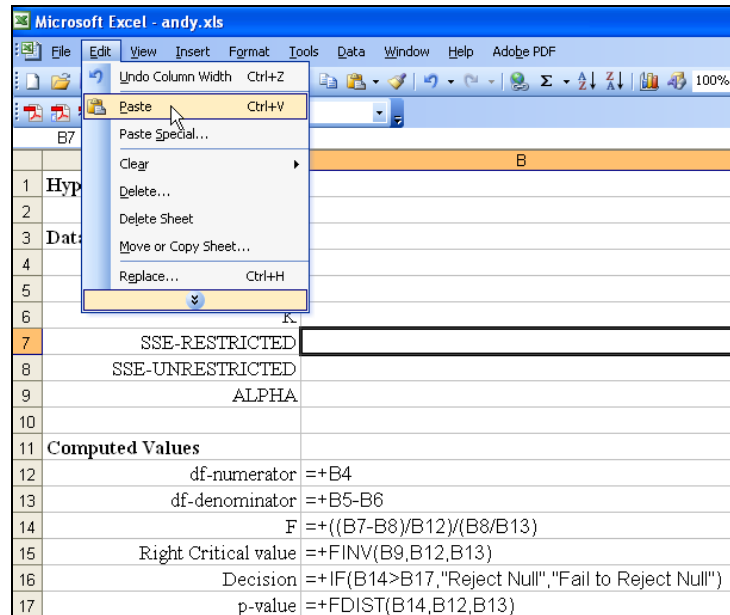 Microsoft Excel - andy.xls
File Edit View Insert Format Tools Data Window Help Adobe PDF
100%
B7
Undo Column Width Ctrl+Z
Paste Ctrl+V
Paste Special...
Clear
Delete...
Delete Sheet
Move or Copy Sheet...
Replace... Ctrl+H
B
1 Hyp
2
3 Data
4
5
6 K
7 SSE-RESTRICTED
8 SSE-UNRESTRICTED
9 ALPHA
10
11 Computed Values
12 df-numerator =+B4
13 df-denominator =+B5-B6
14 F =+((B7-B8)/B12)/(B8/B13)
15 Right Critical value =+FINV(B9,B12,B13)
16 Decision =+IF(B14>B17,"Reject Null","Fail to Reject Null")
17 p-value =+FDIST(B14,B12,B13)